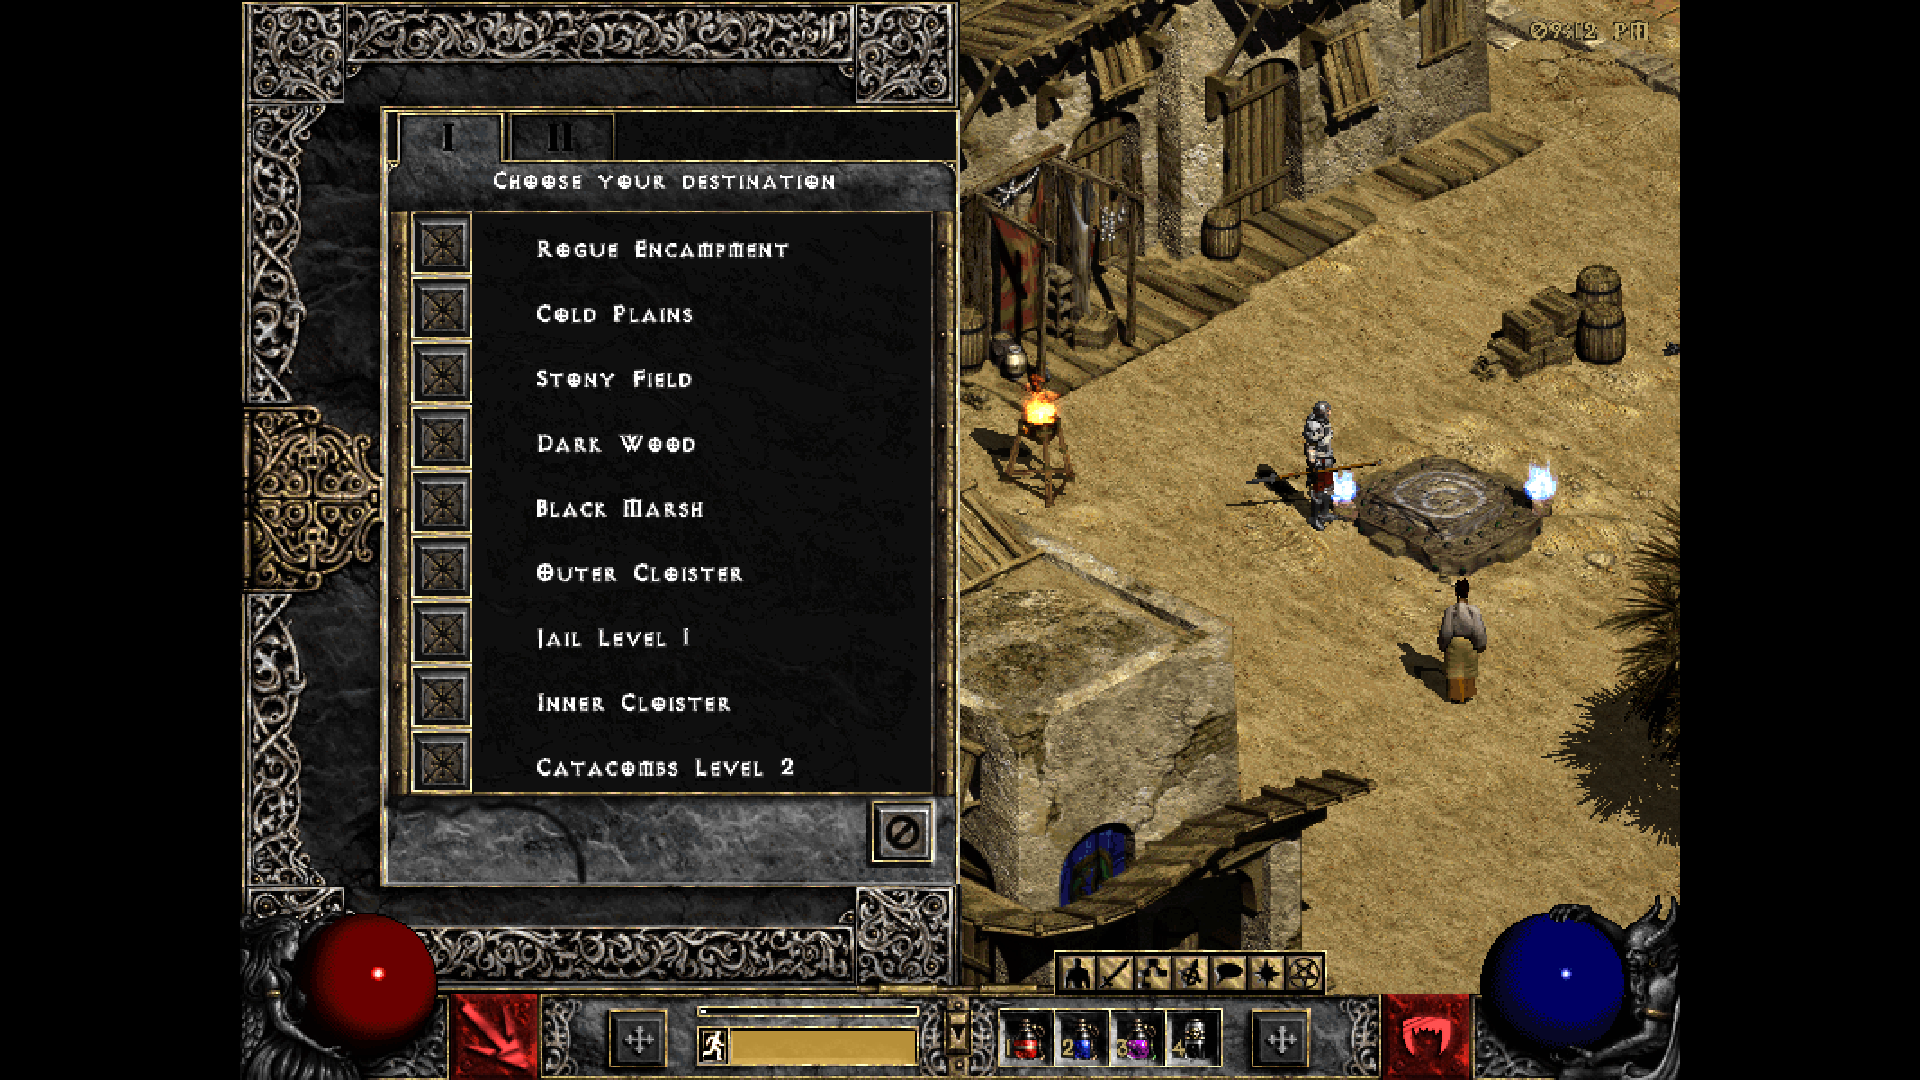 09:12 PM
I II
Choose your destination
Rogue Encampment
Cold Plains
Stony Field
Dark Wood
Black Marsh
Outer Cloister
Jail Level 1
Inner Cloister
Catacombs Level 2
2 3 4